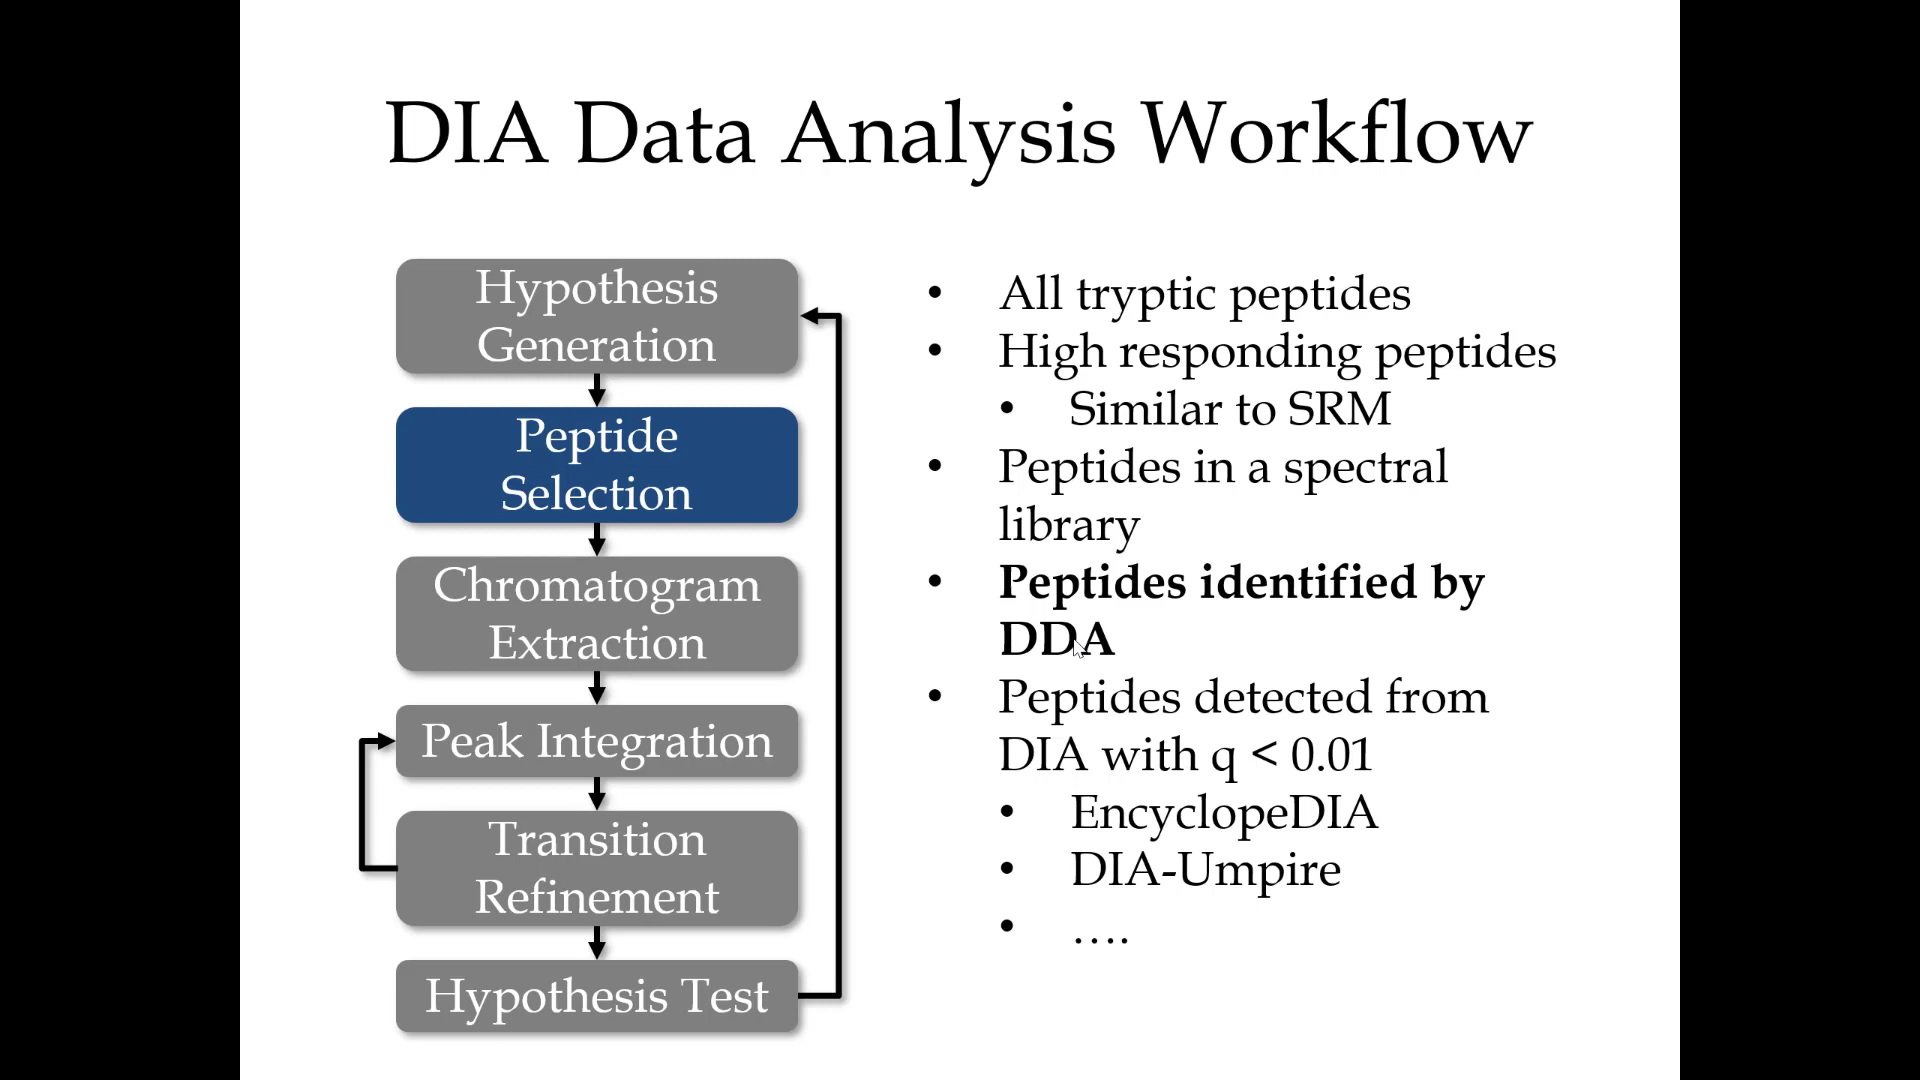 DIA Data Analysis Workflow
Hypothesis
Generation
Peptide
Selection
Chromatogram
Extraction
Peak Integration
Transition
Refinement
Hypothesis Test
• All tryptic peptides
• High responding peptides
• Similar to SRM
• Peptides in a spectral
library
• Peptides identified by
DDA
• Peptides detected from
DIA with q < 0.01
• EncyclopeDIA
• DIA-Umpire
• ....